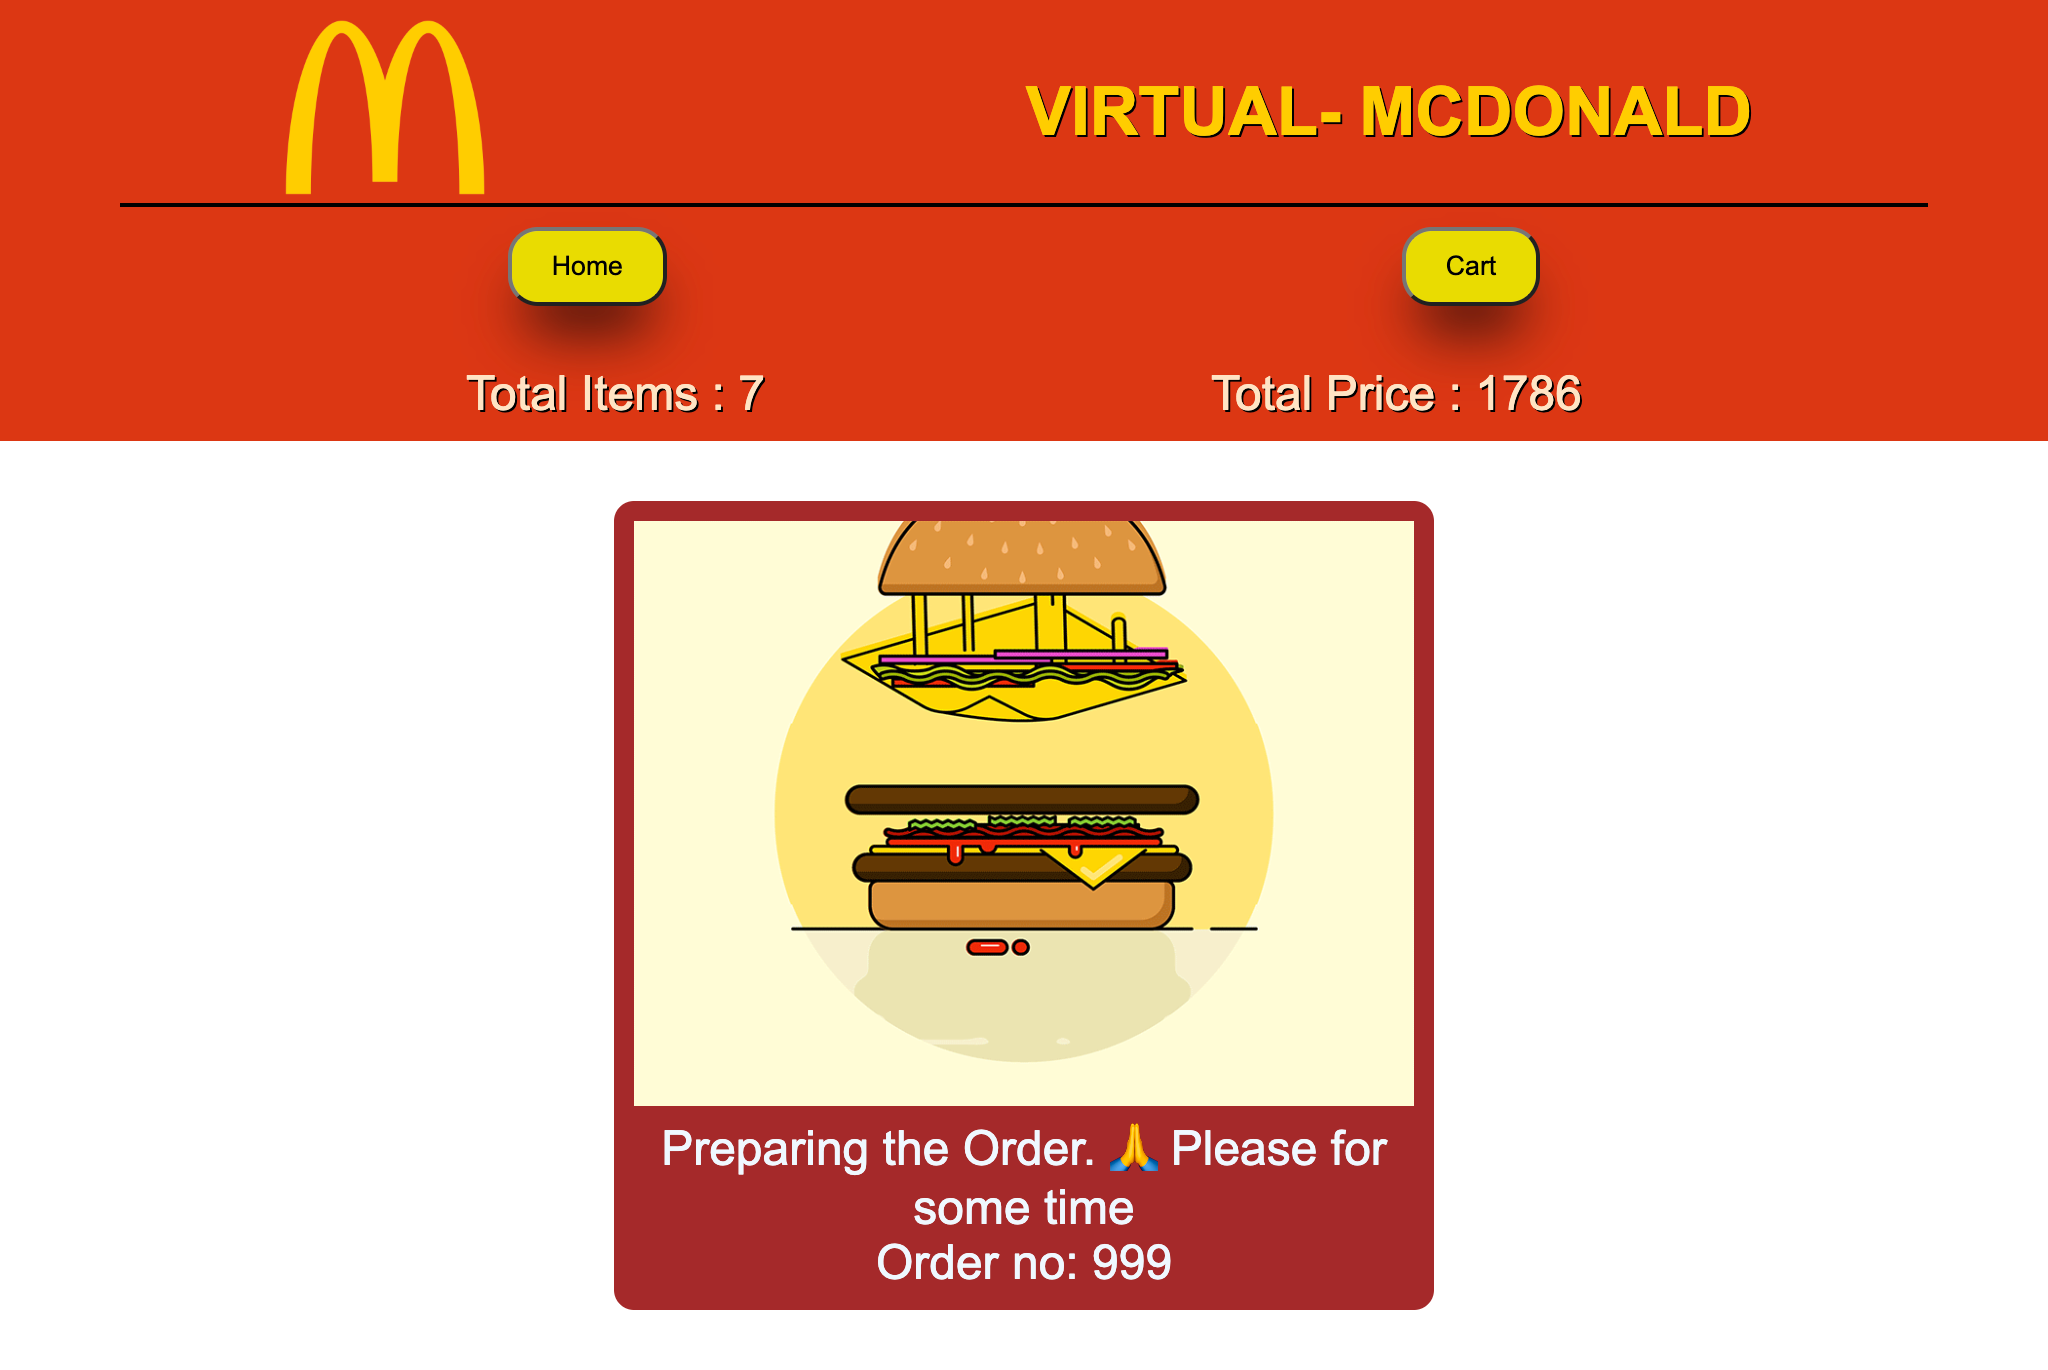 VIRTUAL- MCDONALD
Home
Cart
Total Items : 7
Total Price : 1786
Preparing the Order. 🙏 Please for
some time
Order no: 999